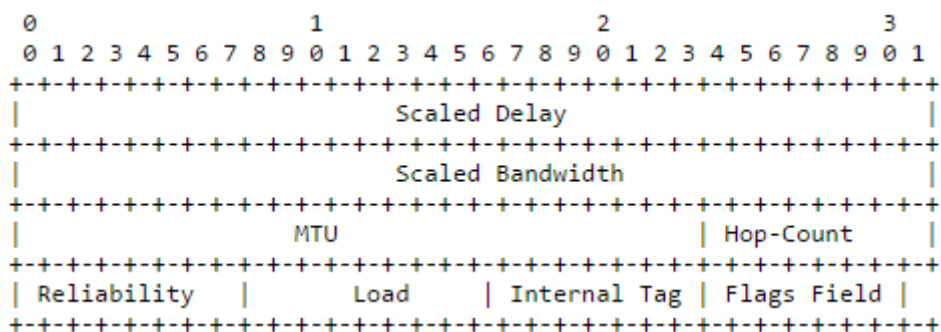 0                   1                   2                   3
 0 1 2 3 4 5 6 7 8 9 0 1 2 3 4 5 6 7 8 9 0 1 2 3 4 5 6 7 8 9 0 1
+-+-+-+-+-+-+-+-+-+-+-+-+-+-+-+-+-+-+-+-+-+-+-+-+-+-+-+-+-+-+-+-+
|                          Scaled Delay                         |
+-+-+-+-+-+-+-+-+-+-+-+-+-+-+-+-+-+-+-+-+-+-+-+-+-+-+-+-+-+-+-+-+
|                          Scaled Bandwidth                     |
+-+-+-+-+-+-+-+-+-+-+-+-+-+-+-+-+-+-+-+-+-+-+-+-+-+-+-+-+-+-+-+-+
|                   MTU                         | Hop-Count     |
+-+-+-+-+-+-+-+-+-+-+-+-+-+-+-+-+-+-+-+-+-+-+-+-+-+-+-+-+-+-+-+-+
| Reliability   |       Load     | Internal Tag | Flags Field |
+-+-+-+-+-+-+-+-+-+-+-+-+-+-+-+-+-+-+-+-+-+-+-+-+-+-+-+-+-+-+-+-+